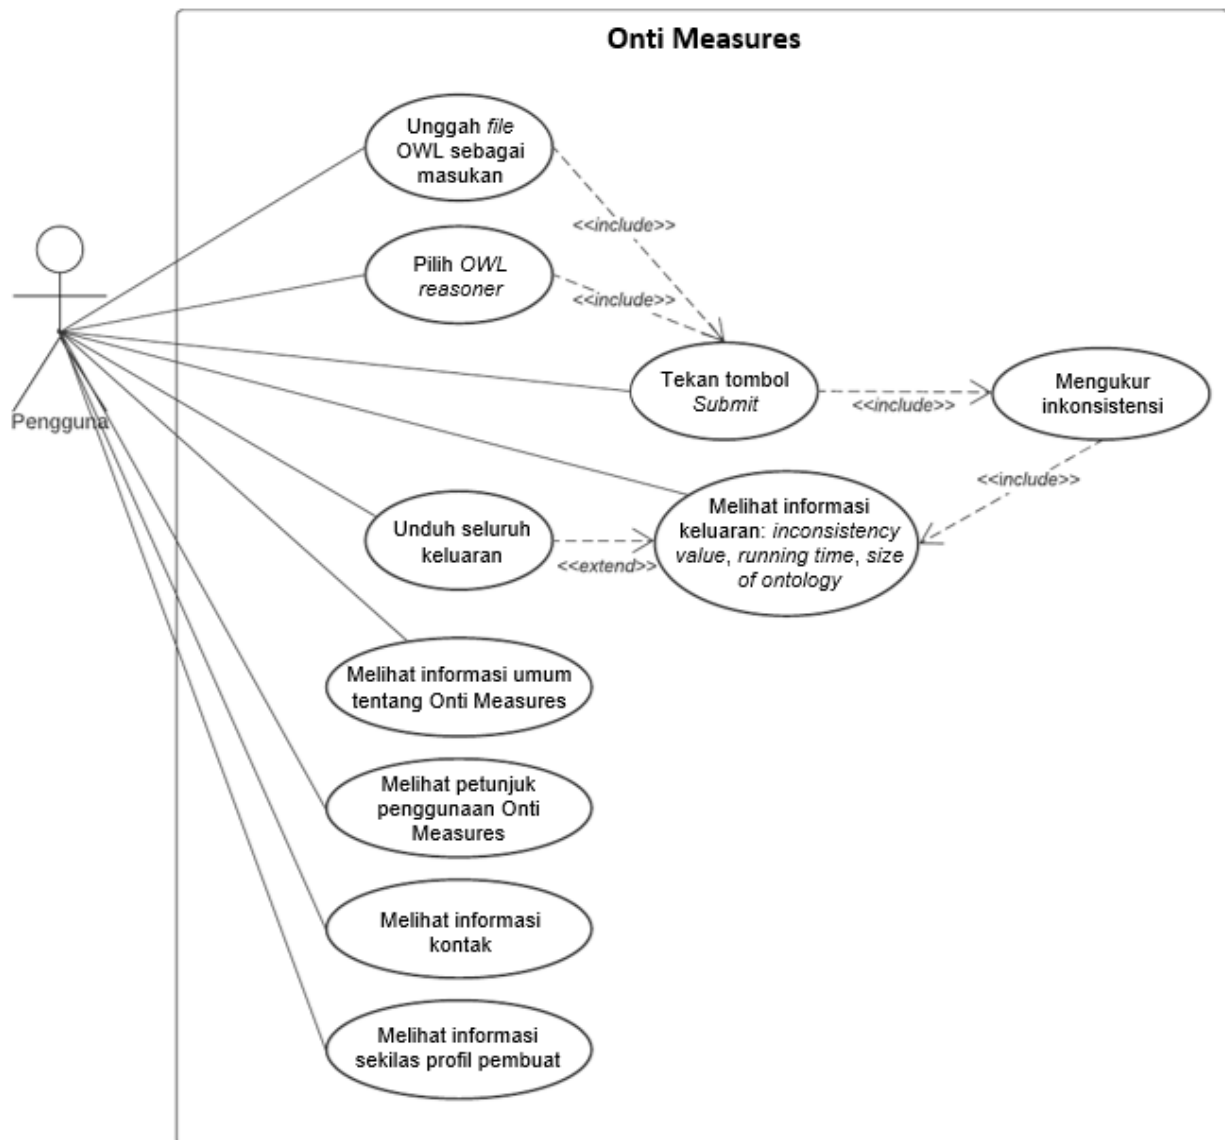 Onti Measures
Unggah file
OWL sebagai
masukan
<<include>>
Pilih OWL
reasoner
<<include>>
Pengguna
Tekan tombol
Submit
<<include>>
Mengukur
inkonsistensi
<<include>>
Unduh seluruh
keluaran
<<extend>>
Melihat informasi
keluaran: inconsistency
value, running time, size
of ontology
Melihat informasi umum
tentang Onti Measures
Melihat petunjuk
penggunaan Onti
Measures
Melihat informasi
kontak
Melihat informasi
sekilas profil pembuat